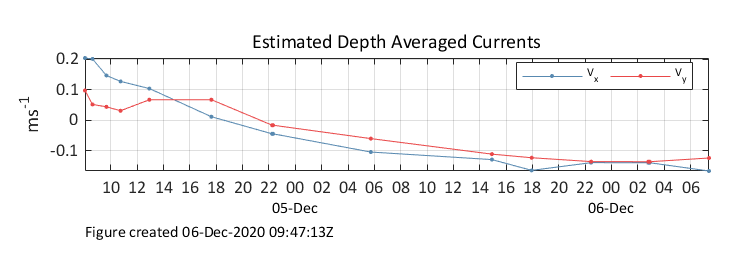 Estimated Depth Averaged Currents
0.2
0.1
0
-0.1
ms-1
Vx Vy
10 12 14 16 18 20 22 00 02 04 06 08 10 12 14 16 18 20 22 00 02 04 06
05-Dec 06-Dec
Figure created 06-Dec-2020 09:47:13Z